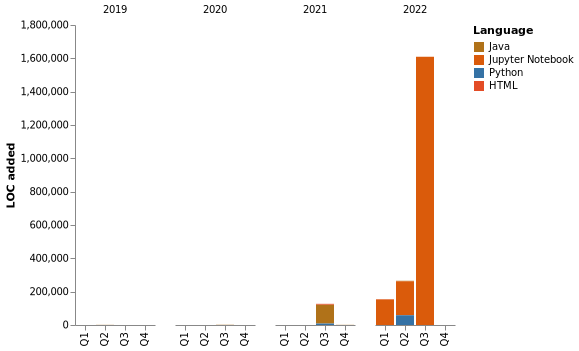 2019 2020 2021 2022
Language
Java
Jupyter Notebook
Python
HTML
LOC added
1,800,000
1,600,000
1,400,000
1,200,000
1,000,000
800,000
600,000
400,000
200,000
0
Q1 Q2 Q3 Q4 Q1 Q2 Q3 Q4 Q1 Q2 Q3 Q4 Q1 Q2 Q3 Q4